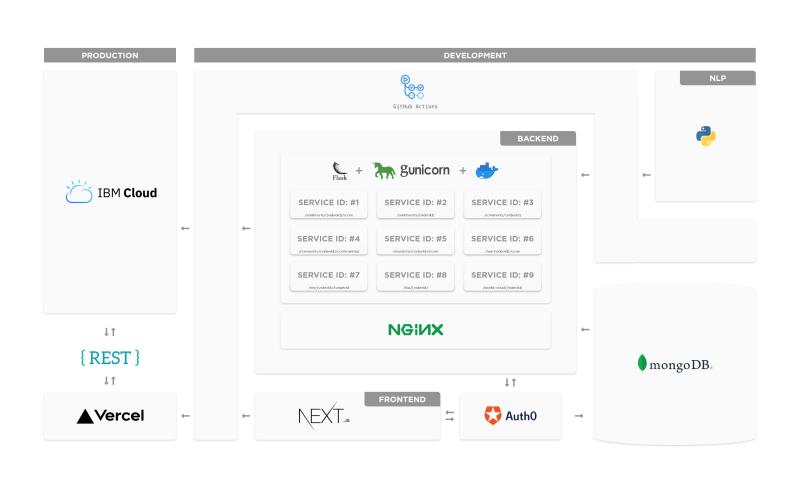 PRODUCTION
DEVELOPMENT
GitHub Actions
NLP
BACKEND
Flask + gunicorn +
IBM Cloud
SERVICE ID: #1
SERVICE ID: #2
SERVICE ID: #3
SERVICE ID: #4
SERVICE ID: #5
SERVICE ID: #6
SERVICE ID: #7
SERVICE ID: #8
SERVICE ID: #9
NGINX
{ REST }
mongoDB
FRONTEND
Vercel
NEXT.JS
Auth0